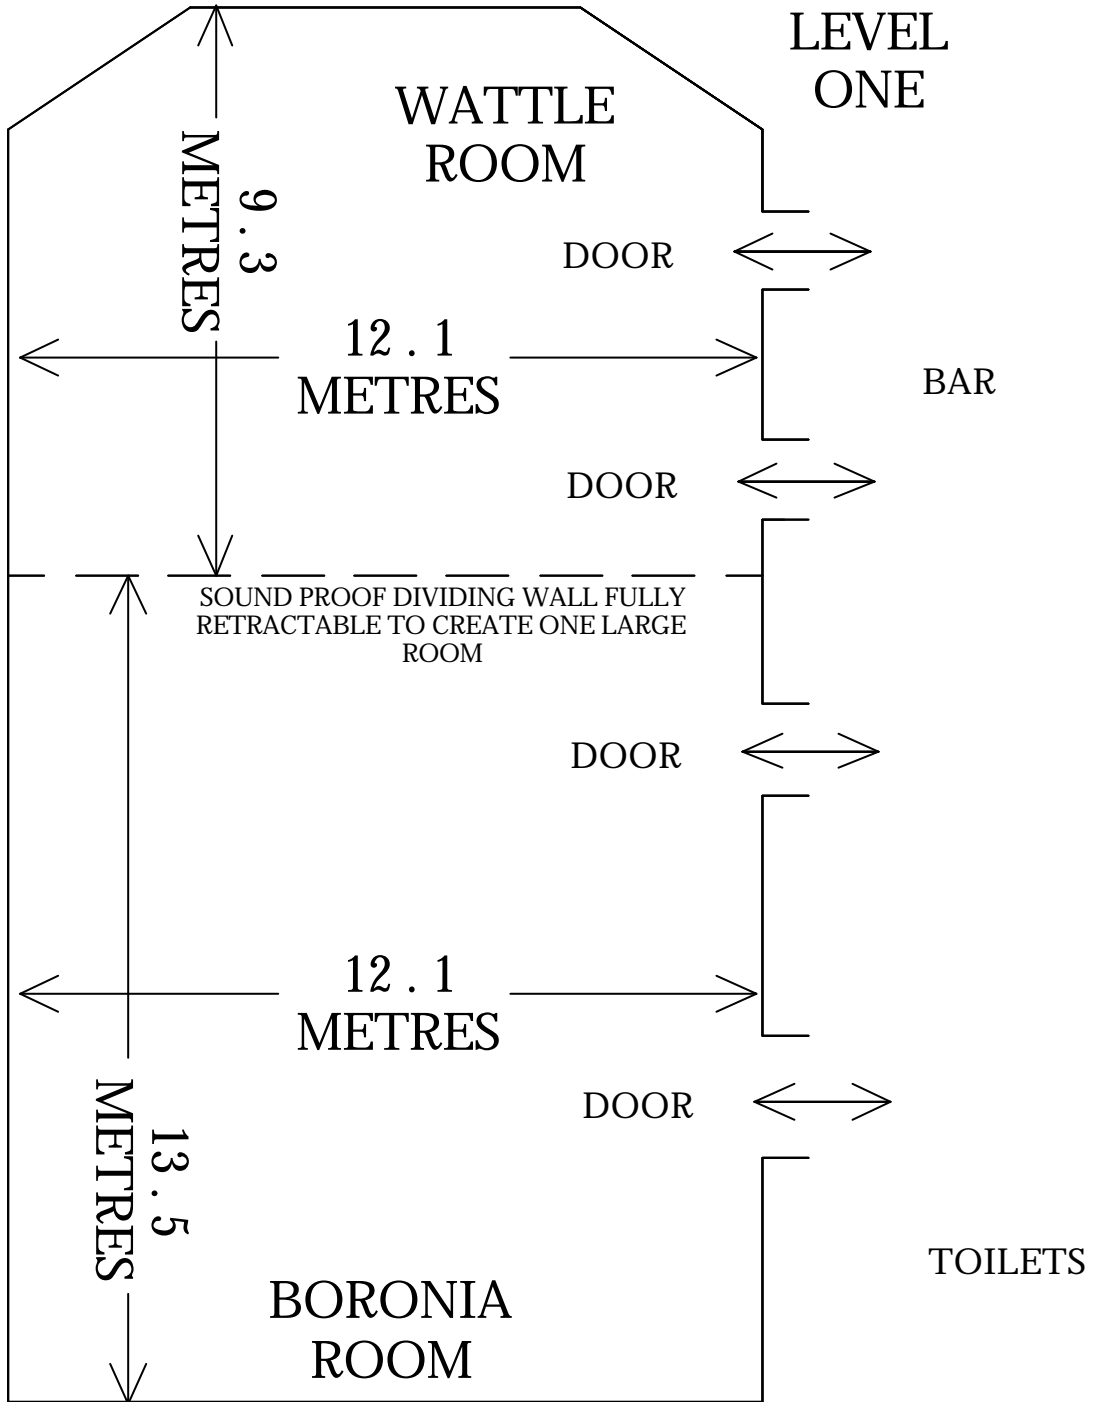 LEVEL
ONE
WATTLE
ROOM
9.3
METRES
DOOR
12.1
METRES
BAR
DOOR
SOUND PROOF DIVIDING WALL FULLY
RETRACTABLE TO CREATE ONE LARGE
ROOM
DOOR
12.1
METRES
DOOR
13.5
METRES
TOILETS
BORONIA
ROOM